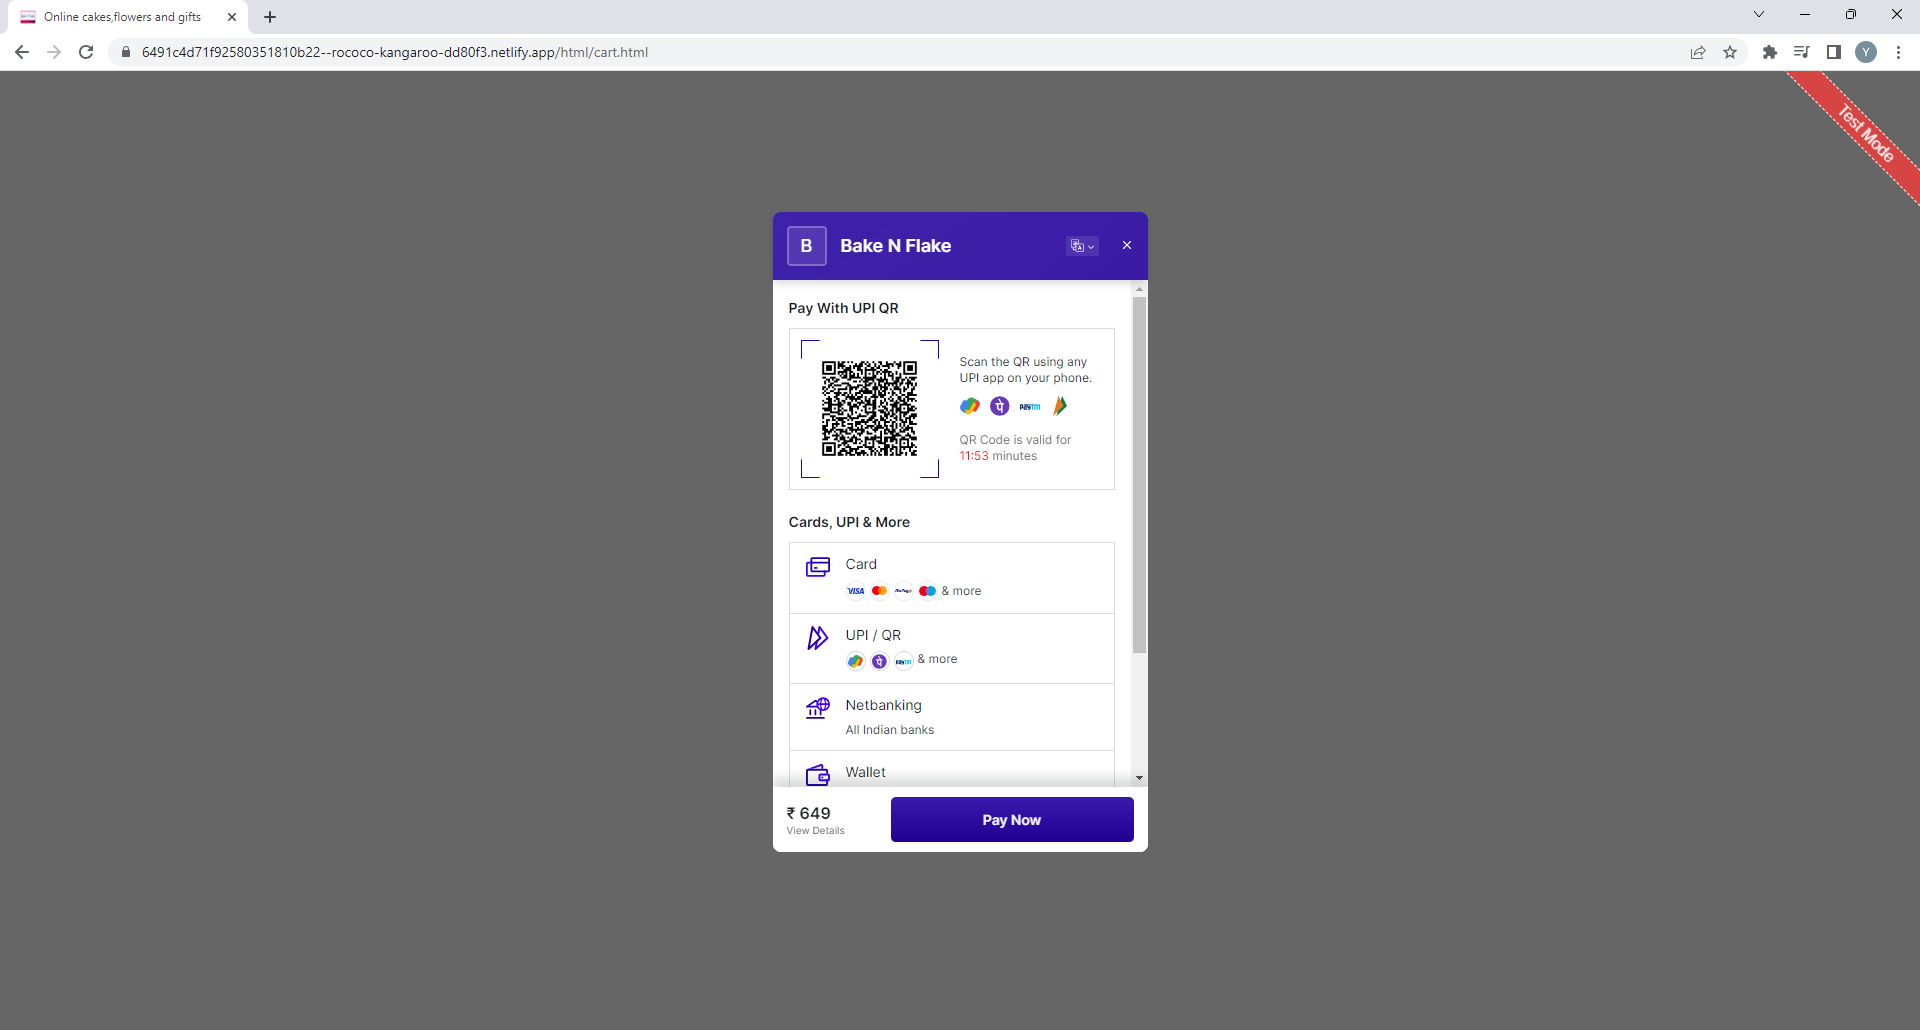 Online cakes,flowers and gifts
6491c4d71f92580351810b22--rococo-kangaroo-dd80f3.netlify.app/html/cart.html
Y
Test Mode
B
Bake N Flake
Pay With UPI QR
Scan the QR using any
UPI app on your phone.
पे
paytm
QR Code is valid for
11:53 minutes
Cards, UPI & More
Card
VISA
RuPay
& more
UPI / QR
पे
paytm
& more
Netbanking
All Indian banks
Wallet
₹ 649
View Details
Pay Now